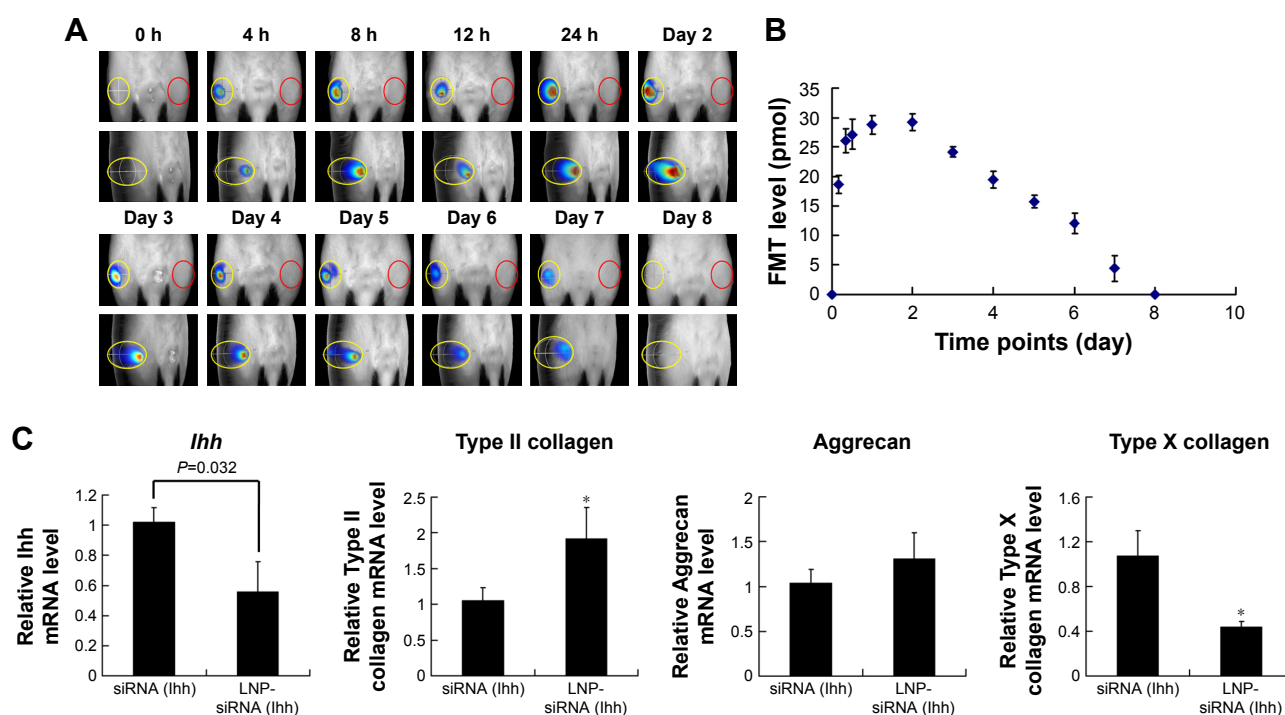 A
0 h 4 h 8 h 12 h 24 h Day 2
Day 3 Day 4 Day 5 Day 6 Day 7 Day 8
B
FMT level (pmol)
35
30
25
20
15
10
5
0
0 2 4 6 8 10
Time points (day)
C
Ihh
P=0.032
Relative Ihh
mRNA level
1.2
1
0.8
0.6
0.4
0.2
0
siRNA (Ihh)
LNP-
siRNA (Ihh)
Type II collagen
*
Relative Type II
collagen mRNA level
2.5
2
1.5
1
0.5
0
siRNA (Ihh)
LNP-
siRNA (Ihh)
Aggrecan
Relative Aggrecan
mRNA level
2
1.5
1
0.5
0
siRNA (Ihh)
LNP-
siRNA (Ihh)
Type X collagen
*
Relative Type X
collagen mRNA level
1.6
1.2
0.8
0.4
0
siRNA (Ihh)
LNP-
siRNA (Ihh)